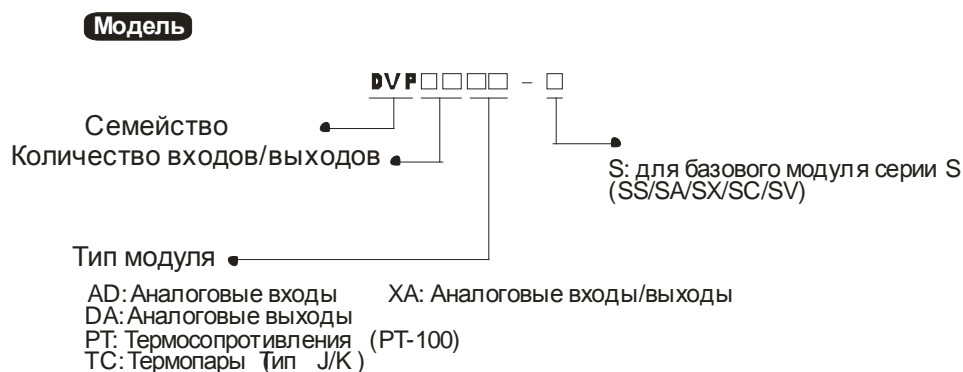 Модель
DVP□□□□ - □
Семейство
Количество входов/выходов
S: для базового модуля серии S
(SS/SA/SX/SC/SV)
Тип модуля
AD: Аналоговые входы XA: Аналоговые входы/выходы
DA: Аналоговые выходы
PT: Термосопротивления (PT-100)
TC: Термопары (Тип J/K)